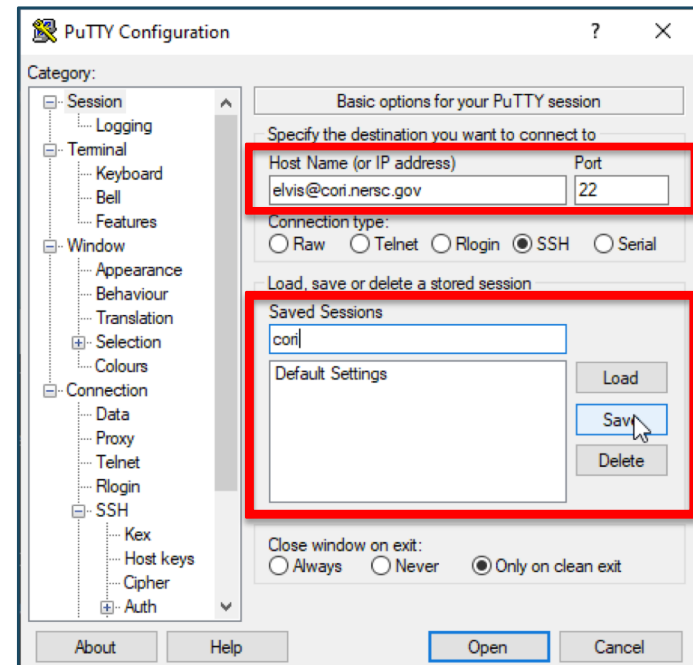 PuTTY Configuration
?
Category:
Session
Logging
Terminal
Keyboard
Bell
Features
Window
Appearance
Behaviour
Translation
Selection
Colours
Connection
Data
Proxy
Telnet
Rlogin
SSH
Kex
Host keys
Cipher
Auth
Basic options for your PuTTY session
Specify the destination you want to connect to
Host Name (or IP address) Port
elvis@cori.nersc.gov 22
Connection type:
Raw Telnet Rlogin SSH Serial
Load, save or delete a stored session
Saved Sessions
cori
Default Settings
Load
Save
Delete
Close window on exit:
Always Never Only on clean exit
About Help Open Cancel